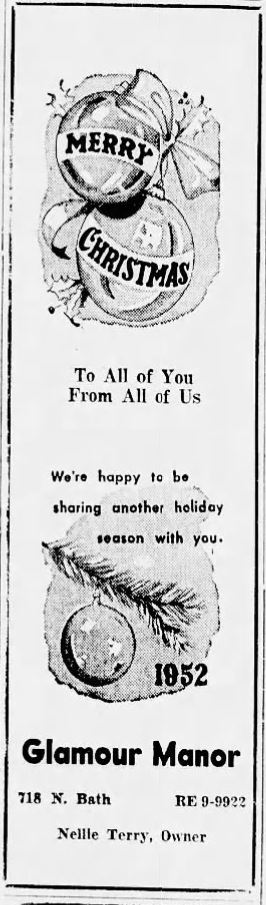 MERRY
CHRISTMAS
To All of You
From All of Us
We're happy to be
sharing another holiday
season with you.
1952
Glamour Manor
718 N. Bath RE 9-9922
Nellie Terry, Owner